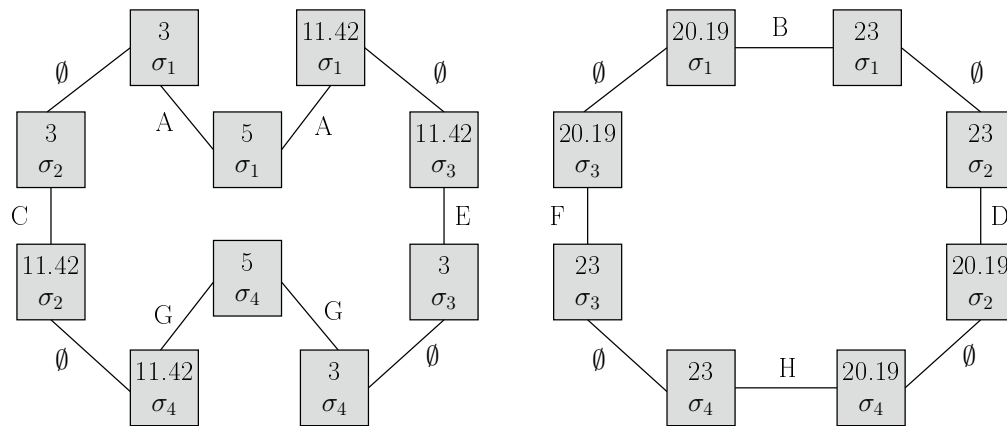 3
σ₁
11.42
σ₁
20.19
σ₁
B
23
σ₁
∅
∅
∅
∅
3
σ₂
A
5
σ₁
A
11.42
σ₃
20.19
σ₃
23
σ₂
C
E
F
D
11.42
σ₂
5
σ₄
3
σ₃
23
σ₃
20.19
σ₂
G
G
∅
∅
∅
∅
11.42
σ₄
3
σ₄
23
σ₄
H
20.19
σ₄